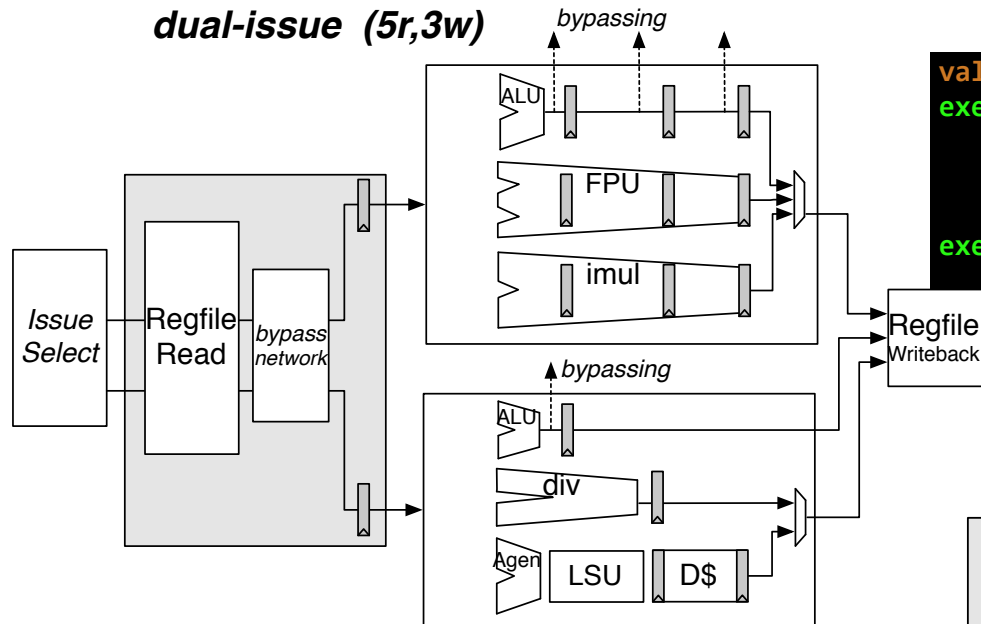 dual-issue (5r,3w)
bypassing
val
exe
ALU
FPU
imul
exe
Issue
Select
Regfile
Read
bypass
network
Regfile
Writeback
bypassing
ALU
div
Agen
LSU
D$